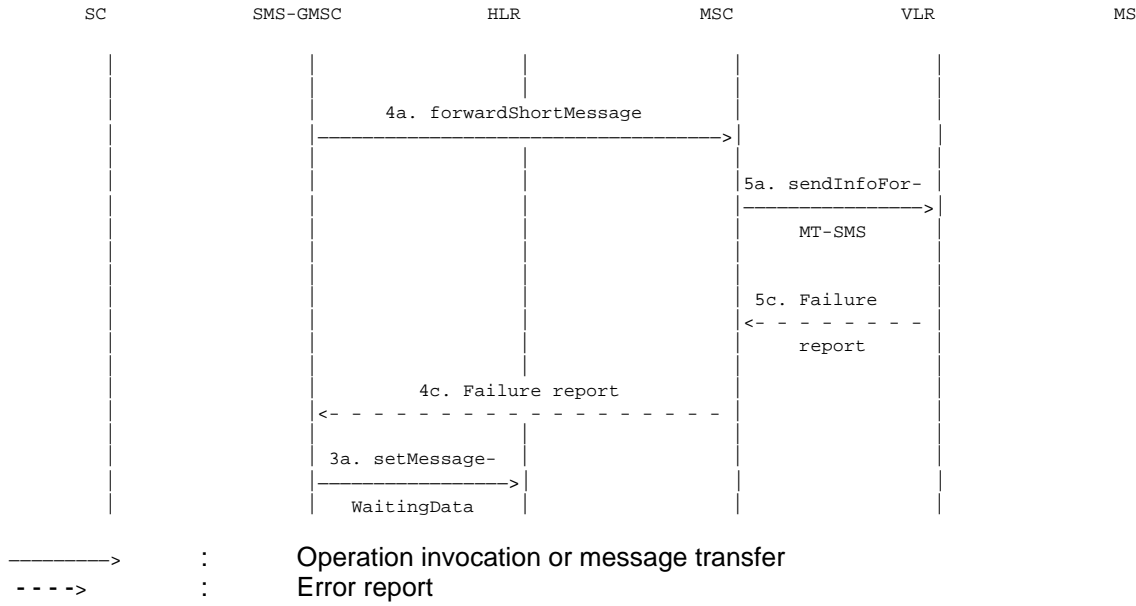 SC SMS-GMSC HLR MSC VLR MS
4a. forwardShortMessage
5a. sendInfoFor-
MT-SMS
5c. Failure
report
4c. Failure report
3a. setMessage-
WaitingData
: Operation invocation or message transfer
: Error report